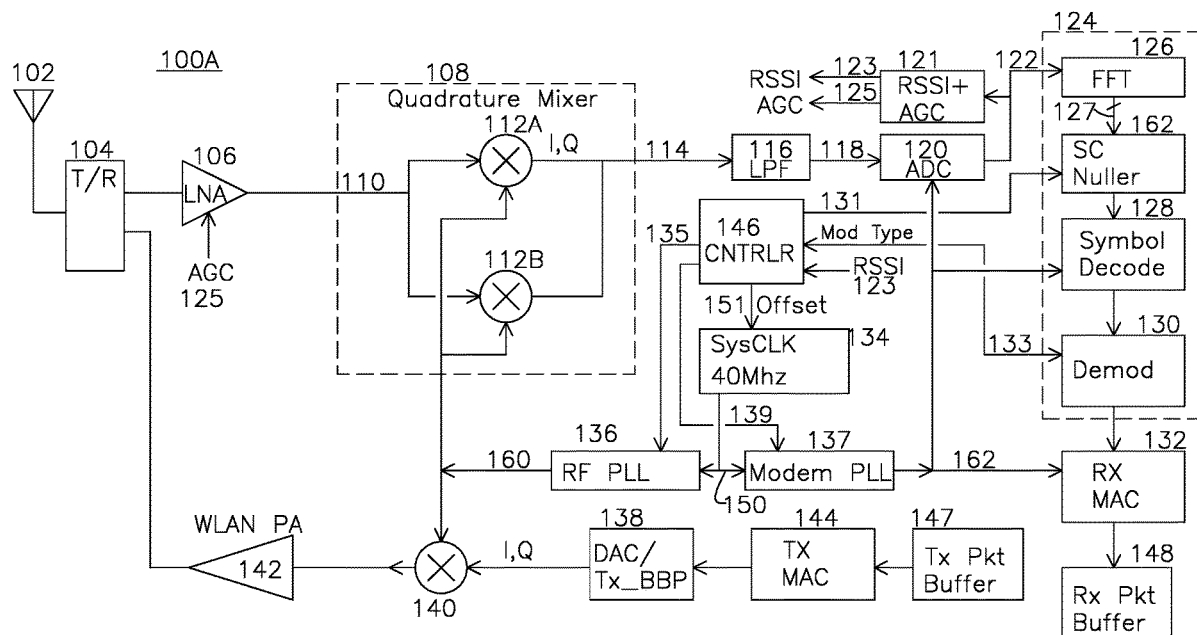 100A
102
104
T/R
106
LNA
AGC
125
110
108
Quadrature Mixer
112A
I,Q
112B
114
116
LPF
118
120
ADC
RSSI
AGC
123
125
121
RSSI+
AGC
122
124
126
FFT
127
162
SC
Nuller
128
Symbol
Decode
130
Demod
131
135
146
CNTRLR
Mod Type
RSSI
123
133
151 Offset
134
SysCLK
40Mhz
139
136
RF PLL
160
150
137
Modem PLL
162
132
RX
MAC
WLAN PA
142
140
I,Q
138
DAC/
Tx_BBP
144
TX
MAC
147
Tx Pkt
Buffer
148
Rx Pkt
Buffer